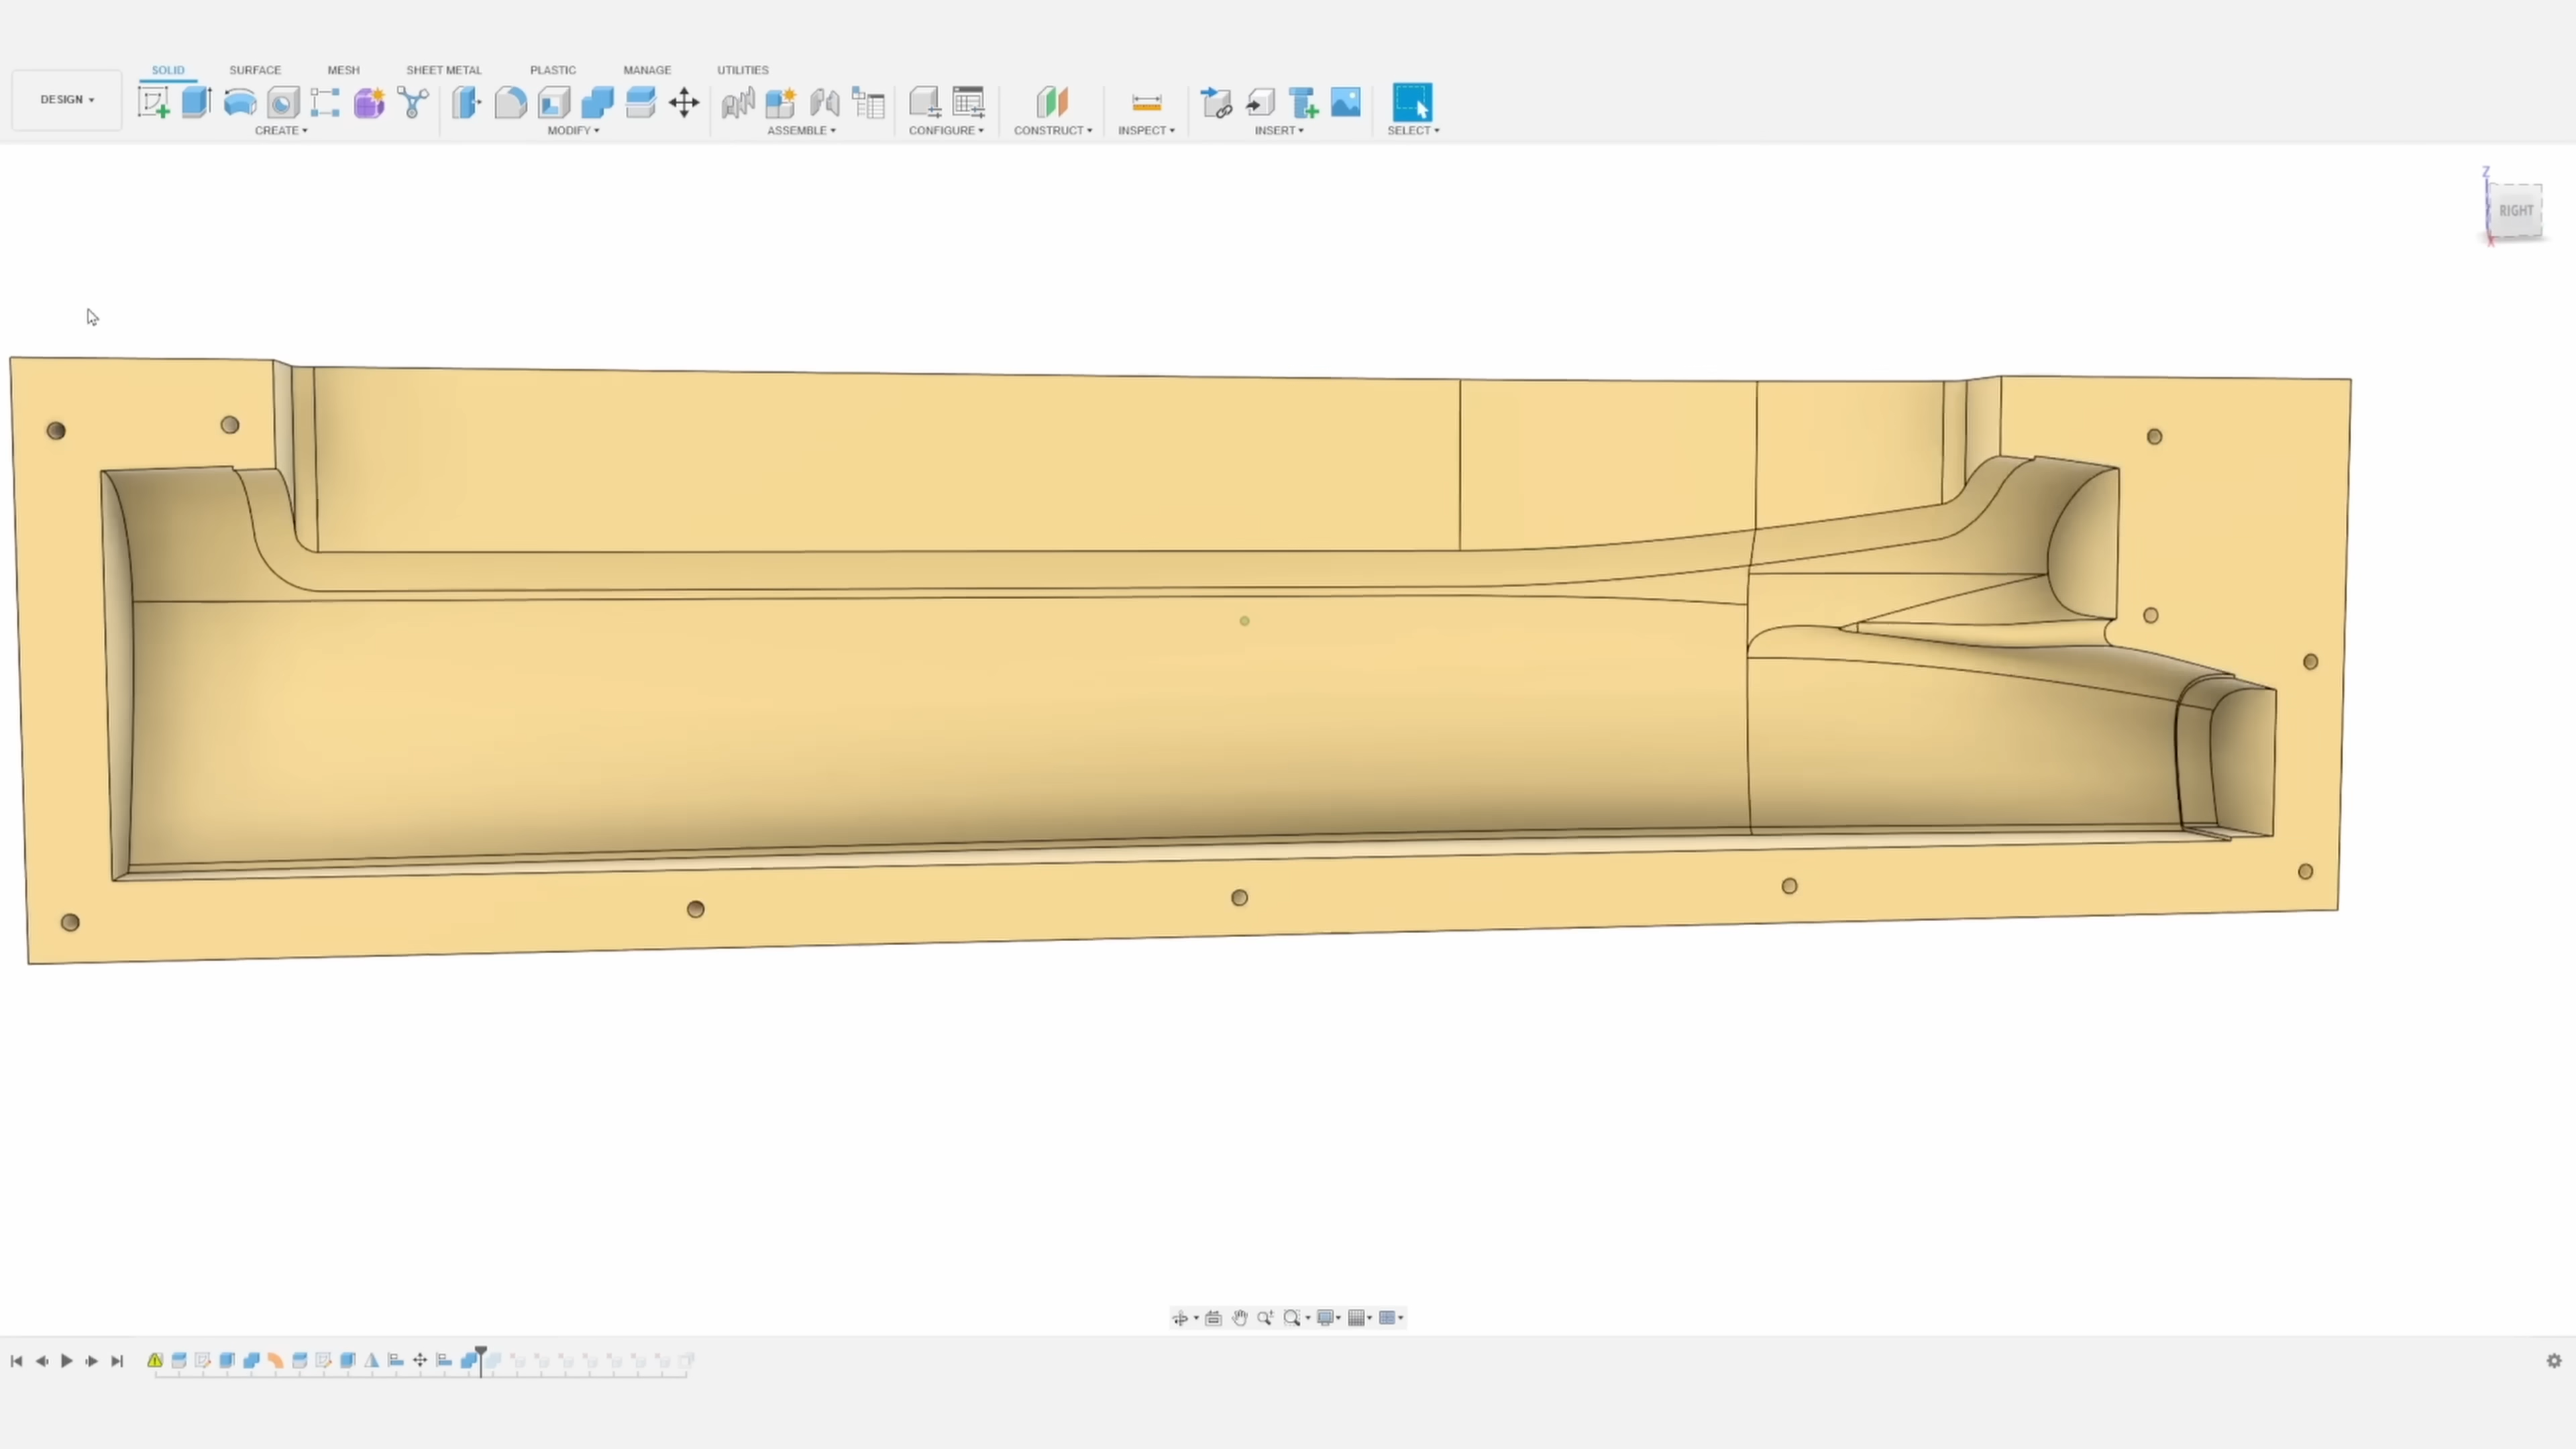 SOLID SURFACE MESH SHEET METAL PLASTIC MANAGE UTILITIES
DESIGN
CREATE MODIFY ASSEMBLE CONFIGURE CONSTRUCT INSPECT INSERT SELECT
Z
RIGHT
X